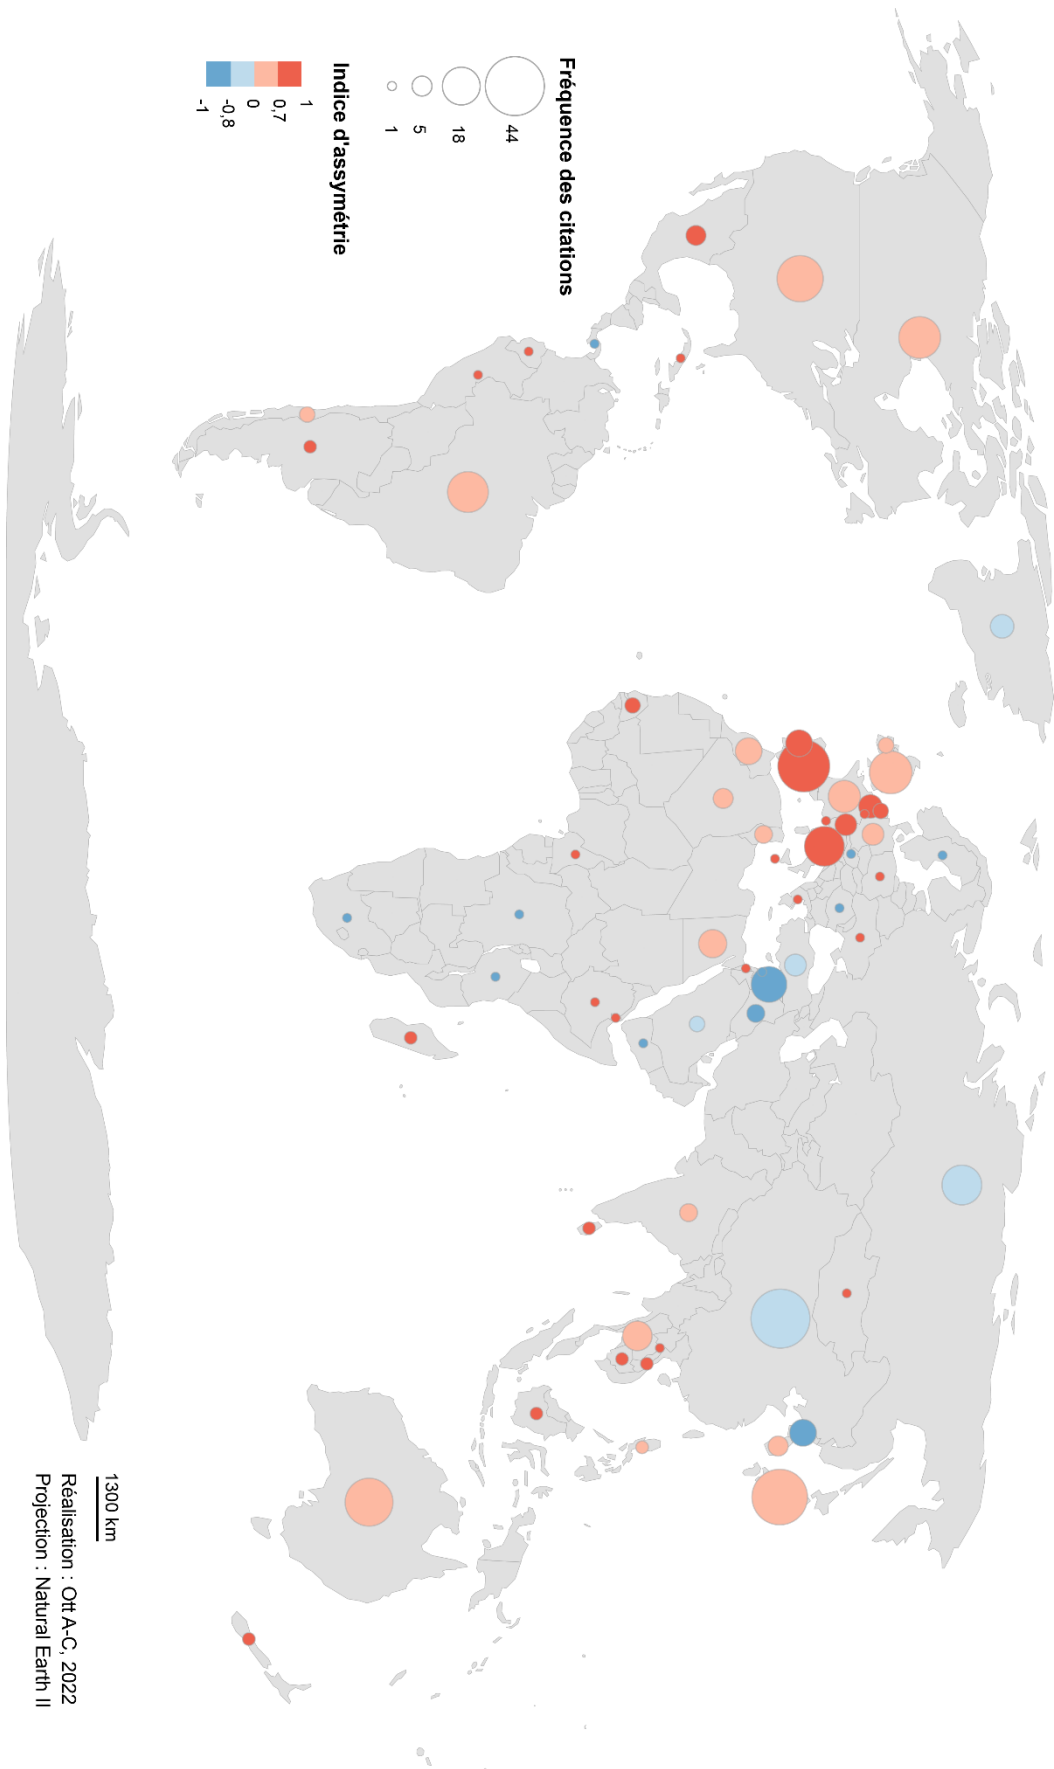 Fréquence des citations
44
18
5
1
Indice d'assymétrie
1
0,7
0
-0,8
-1
1300 km
Réalisation : Ott A-C, 2022
Projection : Natural Earth II